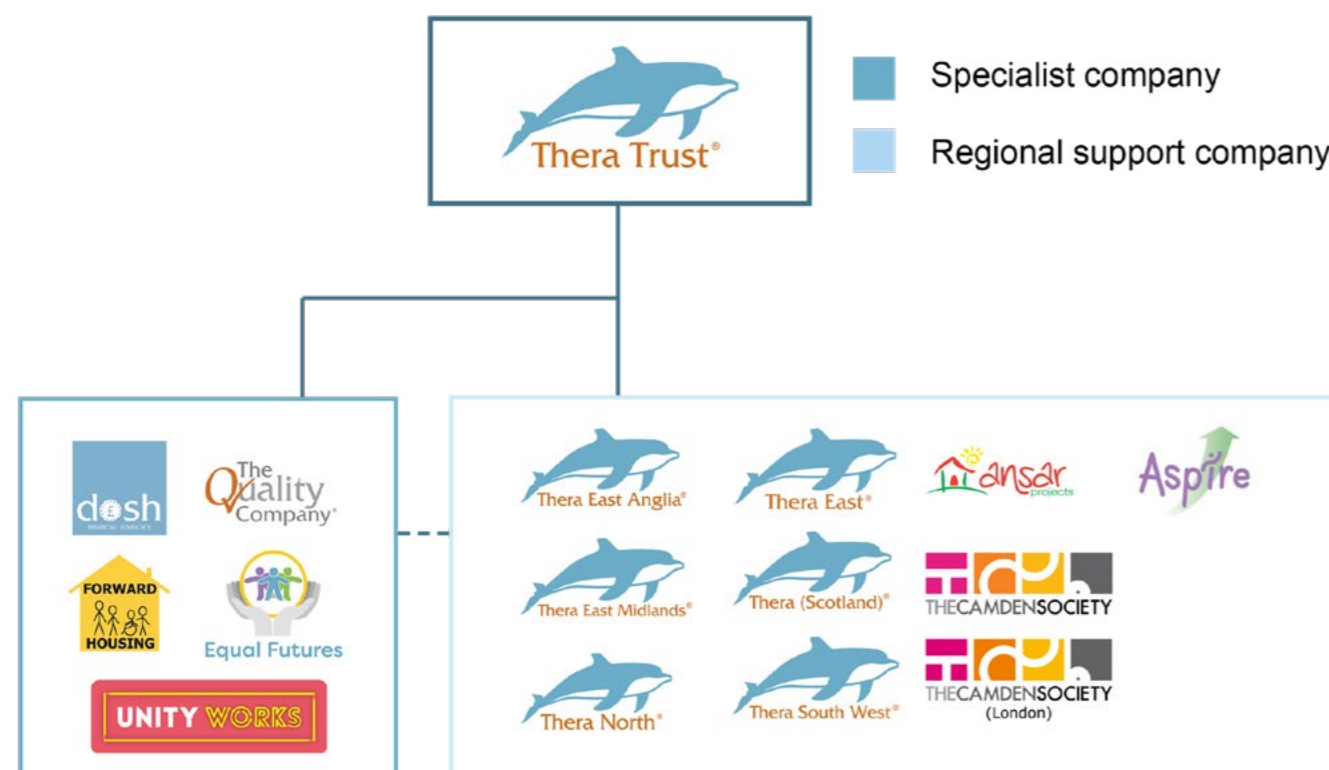 Thera Trust®
Specialist company
Regional support company
dosh
FINANCIAL ADVOCACY
The
Quality
Company®
FORWARD
HOUSING
Equal Futures
UNITY WORKS
Thera East Anglia®
Thera East®
ansar
projects
Aspire
Thera East Midlands®
Thera (Scotland)®
THECAMDENSOCIETY
Thera North®
Thera South West®
THECAMDENSOCIETY
(London)